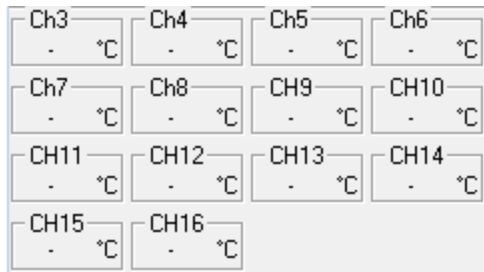 Ch3 Ch4 Ch5 Ch6
- °C - °C - °C - °C
Ch7 Ch8 CH9 CH10
- °C - °C - °C - °C
CH11 CH12 CH13 CH14
- °C - °C - °C - °C
CH15 CH16
- °C - °C